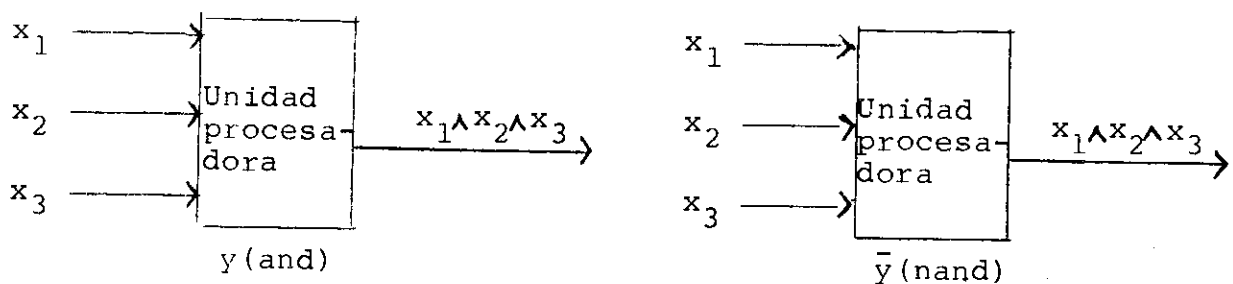 x1
x2
x3
Unidad
procesa-
dora
x1∧x2∧x3
y(and)
x1
x2
x3
Unidad
procesa-
dora
x1∧x2∧x3
ȳ(nand)